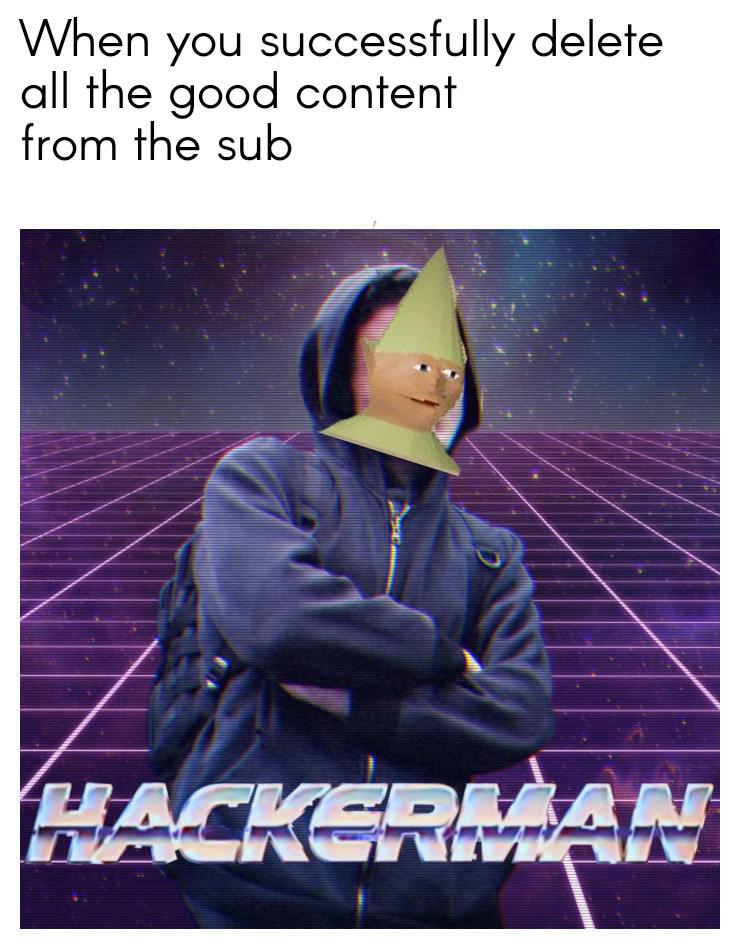 When you successfully delete
all the good content
from the sub
HACKERMAN